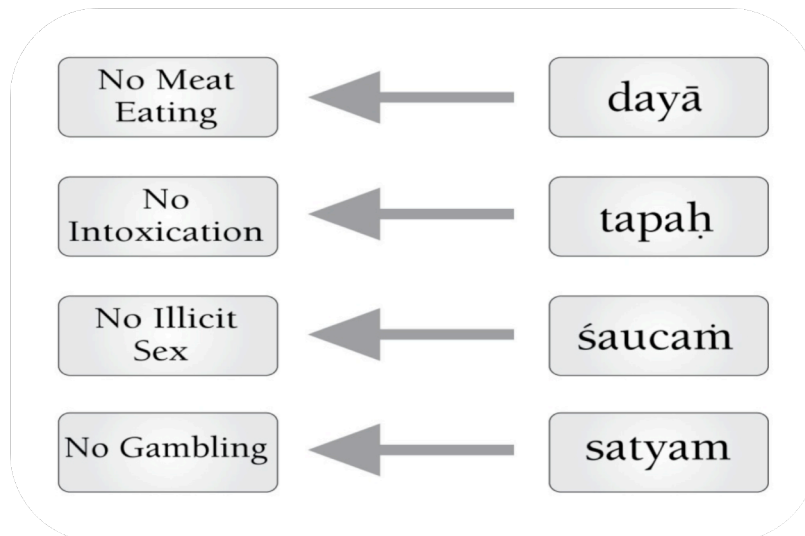 No Meat
Eating
dayā
No
Intoxication
tapaḥ
No Illicit
Sex
śaucaṁ
No Gambling
satyam